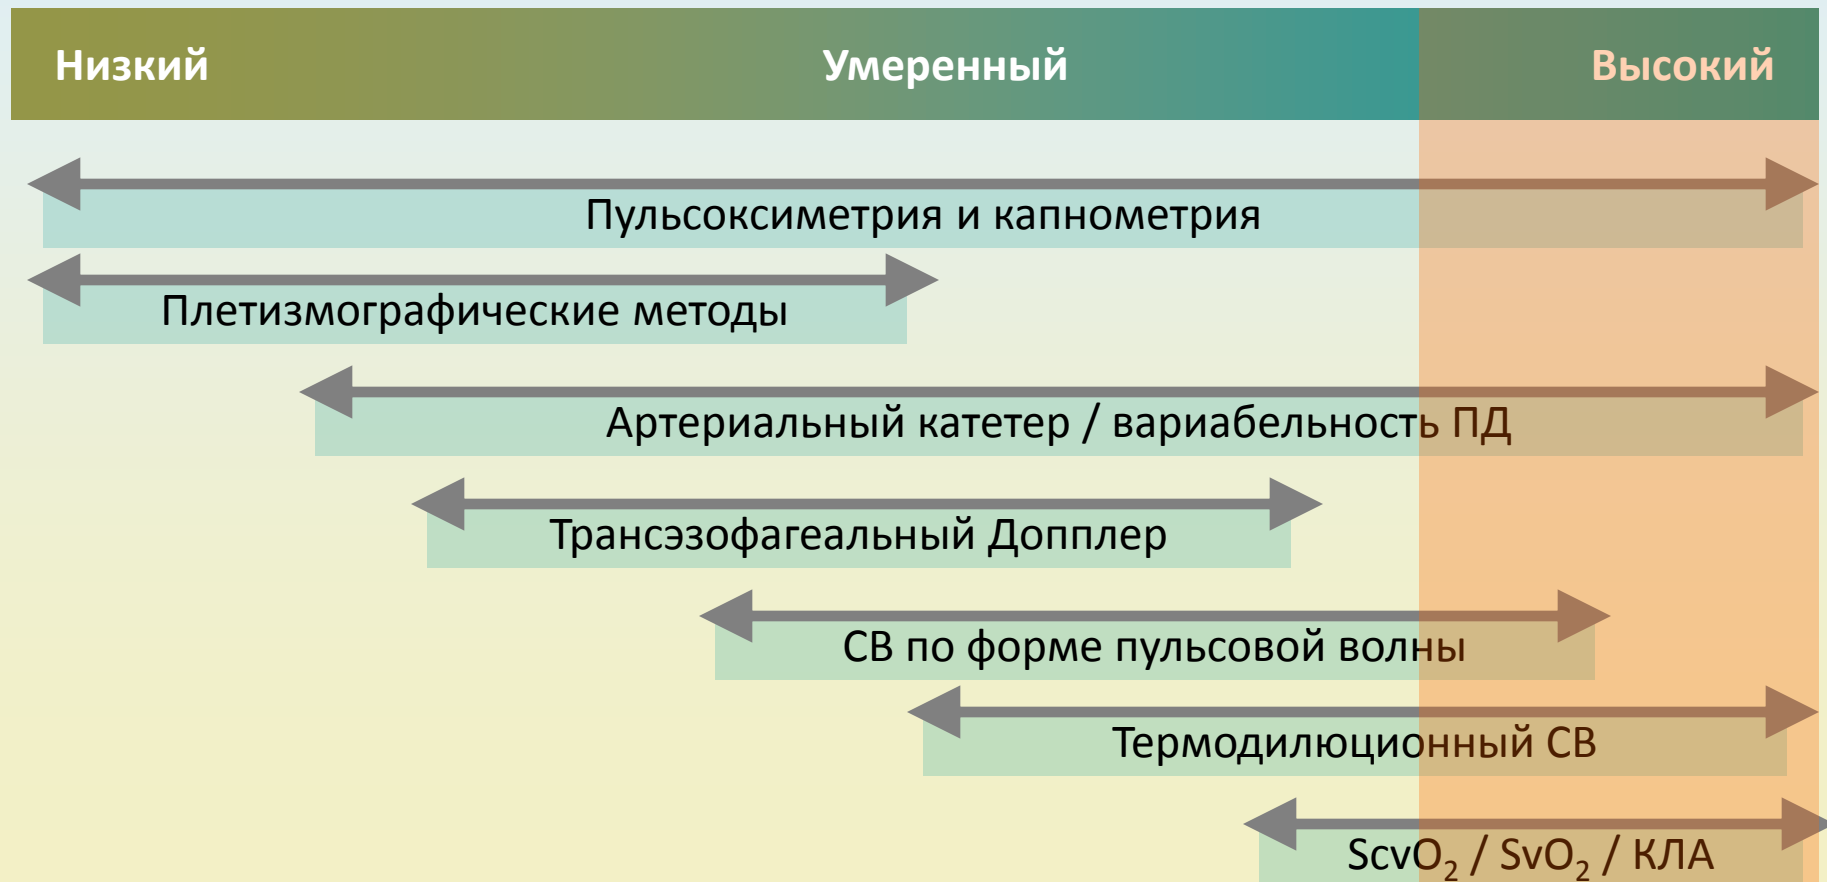 Низкий Умеренный Высокий
Пульсоксиметрия и капнометрия
Плетизмографические методы
Артериальный катетер / вариабельность ПД
Трансэзофагеальный Допплер
СВ по форме пульсовой волны
Термодилюционный СВ
ScvO₂ / SvO₂ / КЛА